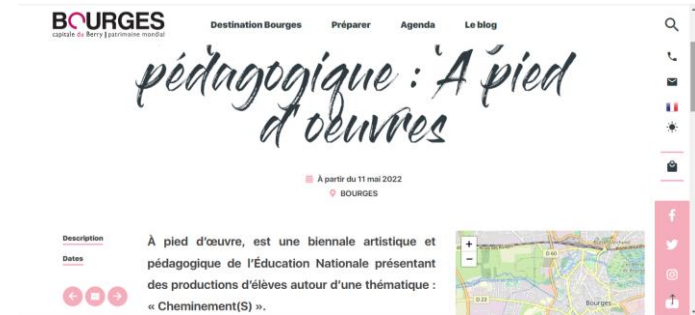 BOURGES
capitale du Berry | patrimoine mondial
Destination Bourges Préparer Agenda Le blog
pédagogique : A pied
d'oeuvres
À partir du 11 mai 2022
BOURGES
Description
Dates
À pied d'œuvre, est une biennale artistique et
pédagogique de l'Éducation Nationale présentant
des productions d'élèves autour d'une thématique :
« Cheminement(S) ».
+
−
D 60
D 23
Bourges